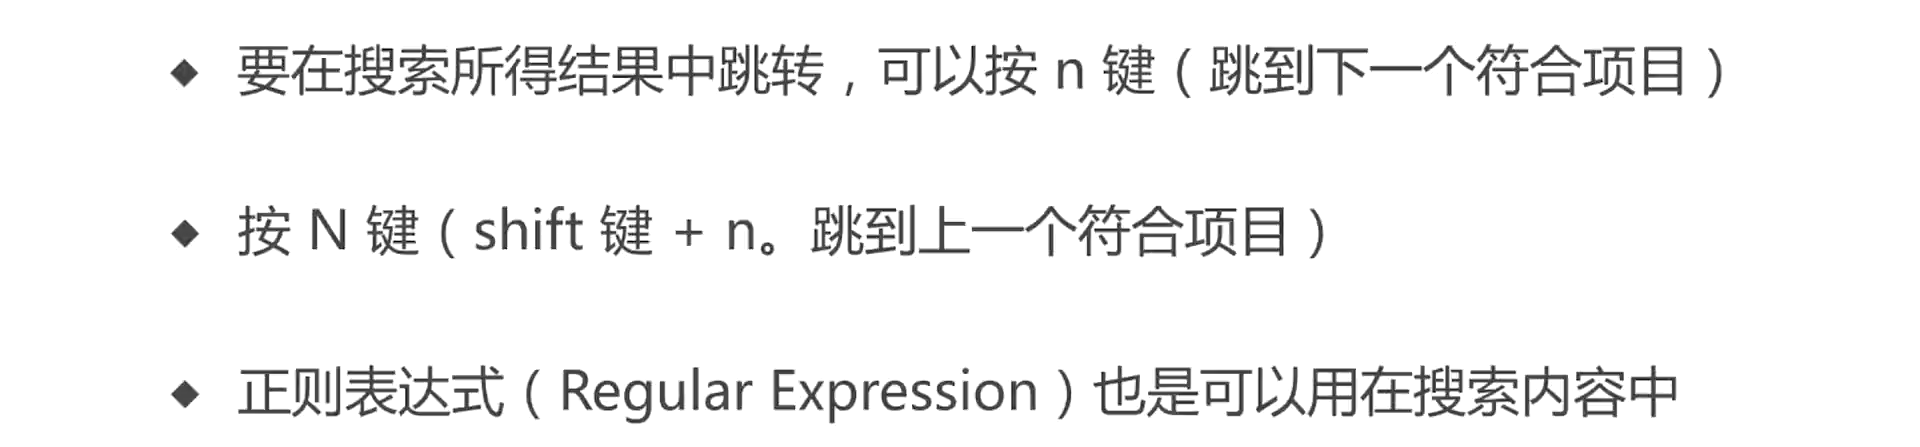 ◆ 要在搜索所得结果中跳转，可以按 n 键（跳到下一个符合项目）
◆ 按 N 键（shift 键 + n。跳到上一个符合项目）
◆ 正则表达式（Regular Expression）也是可以用在搜索内容中